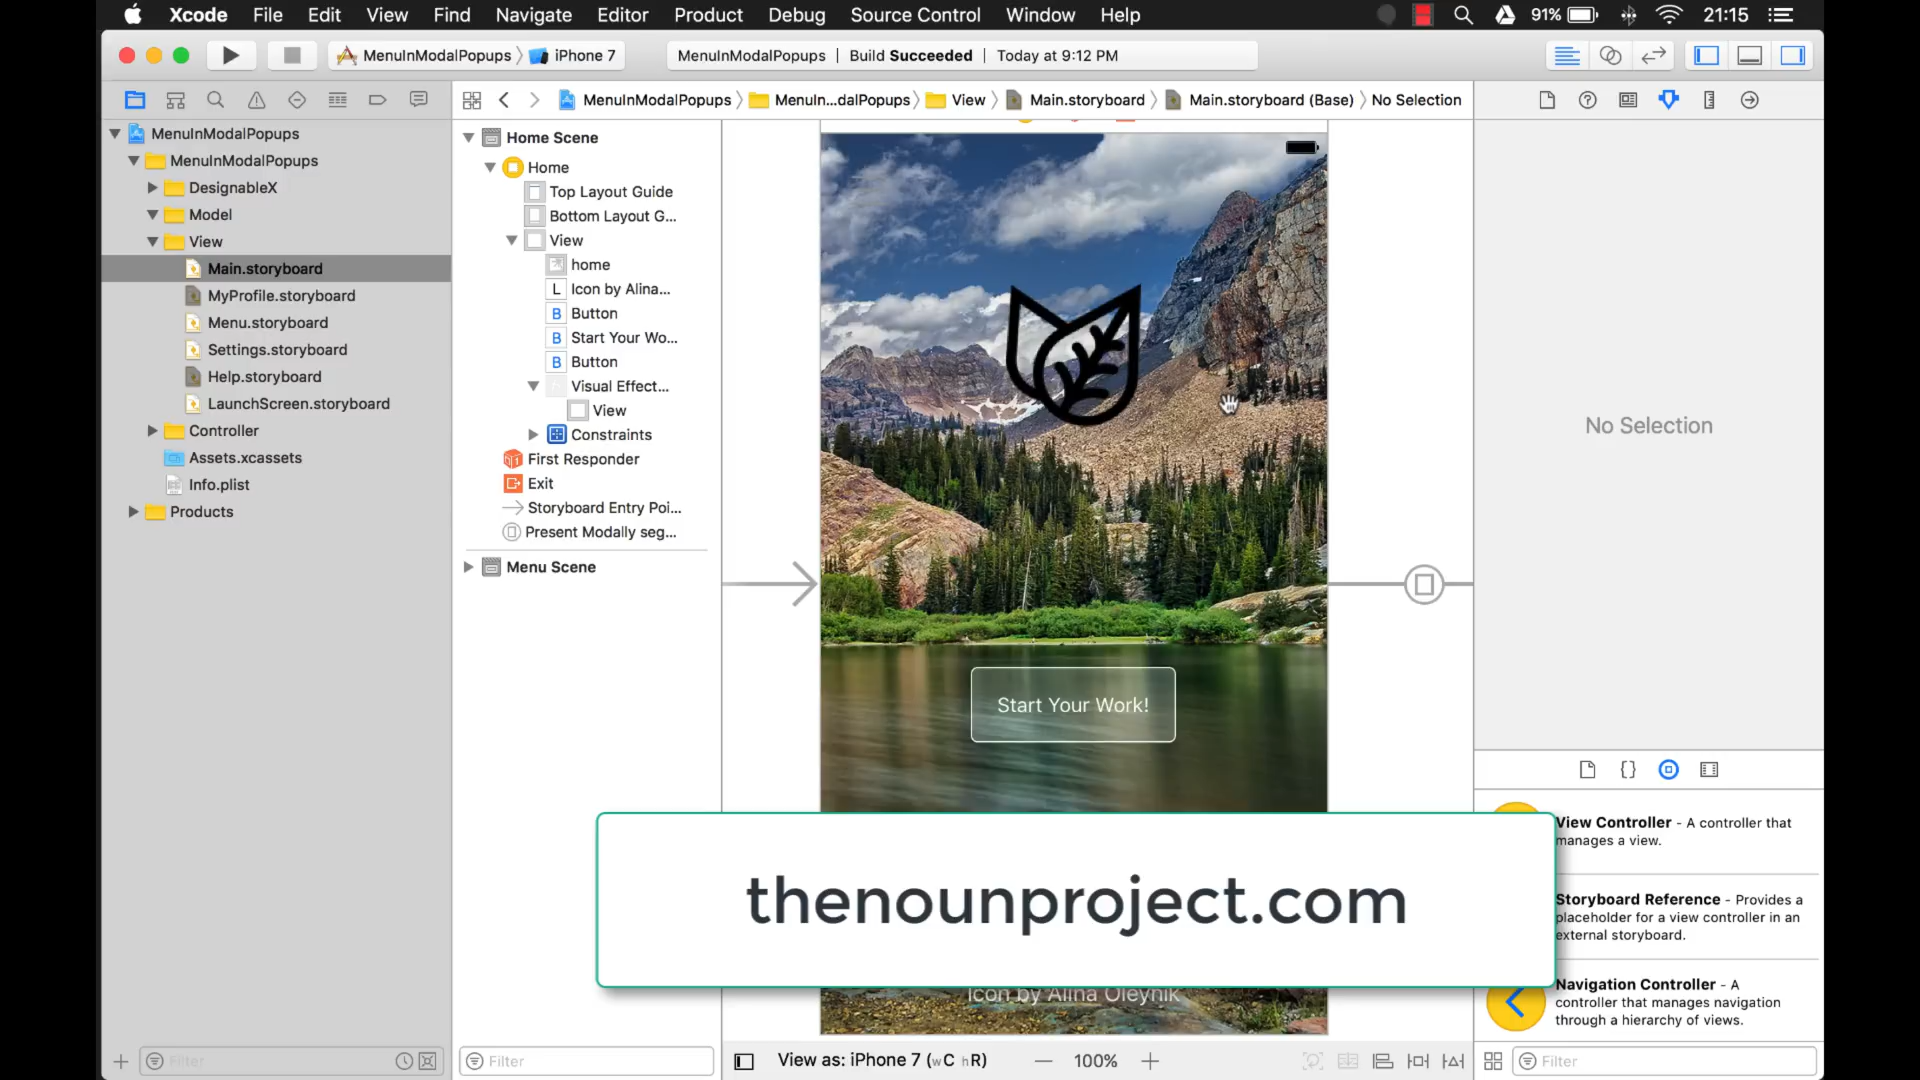 Xcode File Edit View Find Navigate Editor Product Debug Source Control Window Help 91% 21:15
MenuInModalPopups iPhone 7 MenuInModalPopups Build Succeeded Today at 9:12 PM
MenuInModalPopups MenuIn...dalPopups View Main.storyboard Main.storyboard (Base) No Selection
MenuInModalPopups
MenuInModalPopups
DesignableX
Model
View
Main.storyboard
MyProfile.storyboard
Menu.storyboard
Settings.storyboard
Help.storyboard
LaunchScreen.storyboard
Controller
Assets.xcassets
Info.plist
Products
Filter
Home Scene
Home
Top Layout Guide
Bottom Layout G...
View
home
L Icon by Alina...
B Button
B Start Your Wo...
B Button
Visual Effect...
View
Constraints
First Responder
Exit
Storyboard Entry Poi...
Present Modally seg...
Menu Scene
Filter
Start Your Work!
thenounproject.com
Icon by Alina Oleynik
View as: iPhone 7 (wC hR) — 100% +
No Selection
View Controller - A controller that
manages a view.
Storyboard Reference - Provides a
placeholder for a view controller in an
external storyboard.
Navigation Controller - A
controller that manages navigation
through a hierarchy of views.
Filter